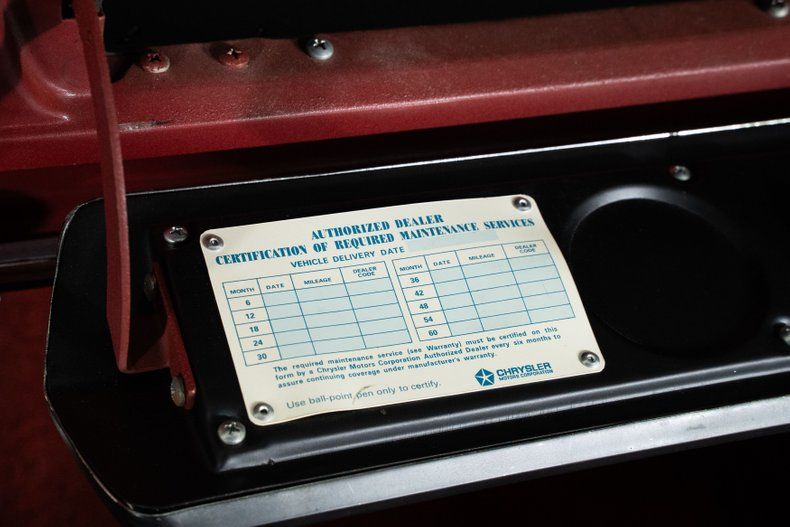 AUTHORIZED DEALER
CERTIFICATION OF REQUIRED MAINTENANCE SERVICES
VEHICLE DELIVERY DATE
MONTH DATE MILEAGE DEALER CODE
6
12
18
24
30
MONTH DATE MILEAGE DEALER CODE
36
42
48
54
60
The required maintenance service (see Warranty) must be certified on this
form by a Chrysler Motors Corporation Authorized Dealer every six months to
assure continuing coverage under manufacturer's warranty.
Use ball-point pen only to certify.
CHRYSLER
MOTORS CORPORATION